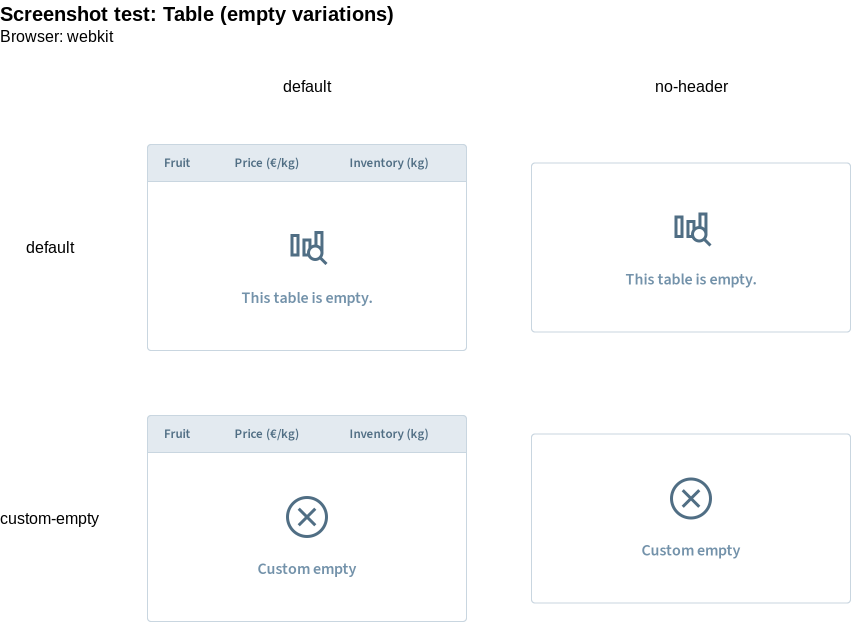 Screenshot test: Table (empty variations)
Browser: webkit
default no-header
default
Fruit Price (€/kg) Inventory (kg)
This table is empty.
This table is empty.
custom-empty
Fruit Price (€/kg) Inventory (kg)
Custom empty
Custom empty